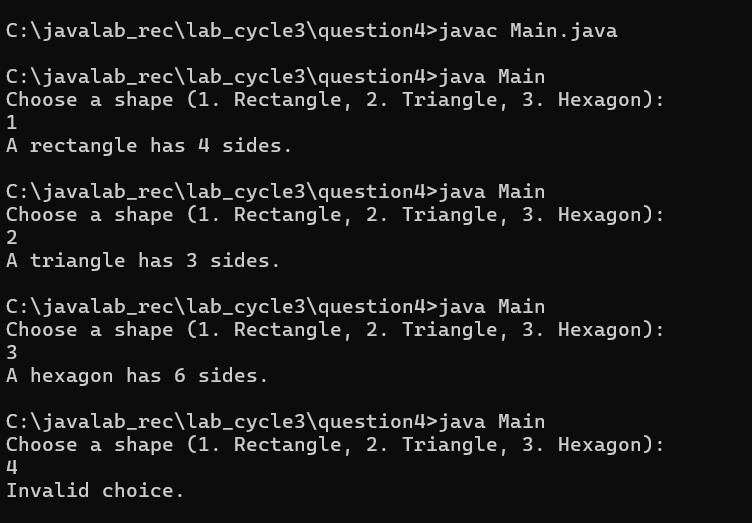 C:\javalab_rec\lab_cycle3\question4>javac Main.java
C:\javalab_rec\lab_cycle3\question4>java Main
Choose a shape (1. Rectangle, 2. Triangle, 3. Hexagon):
1
A rectangle has 4 sides.
C:\javalab_rec\lab_cycle3\question4>java Main
Choose a shape (1. Rectangle, 2. Triangle, 3. Hexagon):
2
A triangle has 3 sides.
C:\javalab_rec\lab_cycle3\question4>java Main
Choose a shape (1. Rectangle, 2. Triangle, 3. Hexagon):
3
A hexagon has 6 sides.
C:\javalab_rec\lab_cycle3\question4>java Main
Choose a shape (1. Rectangle, 2. Triangle, 3. Hexagon):
4
Invalid choice.